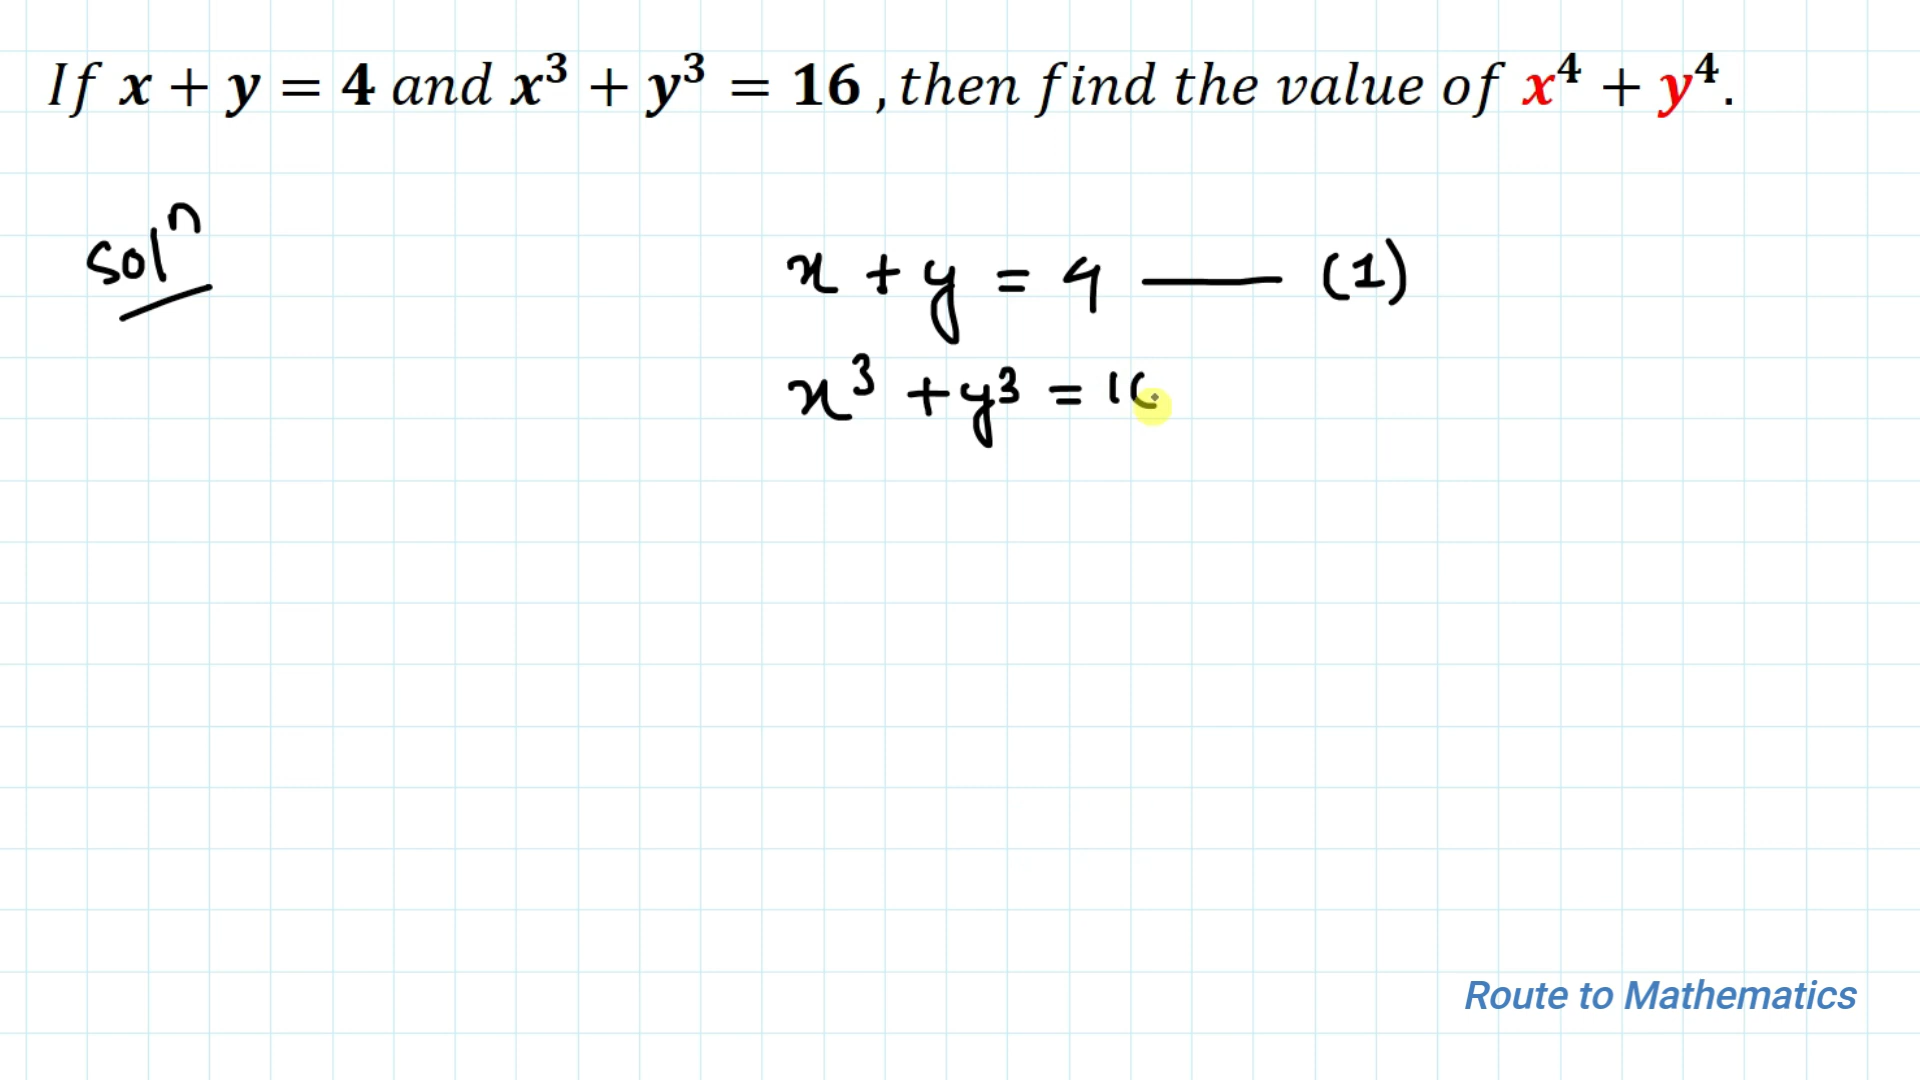 If x + y = 4 and x³ + y³ = 16 , then find the value of x⁴ + y⁴.
Solⁿ
x + y = 4 —— (1)
x³ + y³ = 16
Route to Mathematics